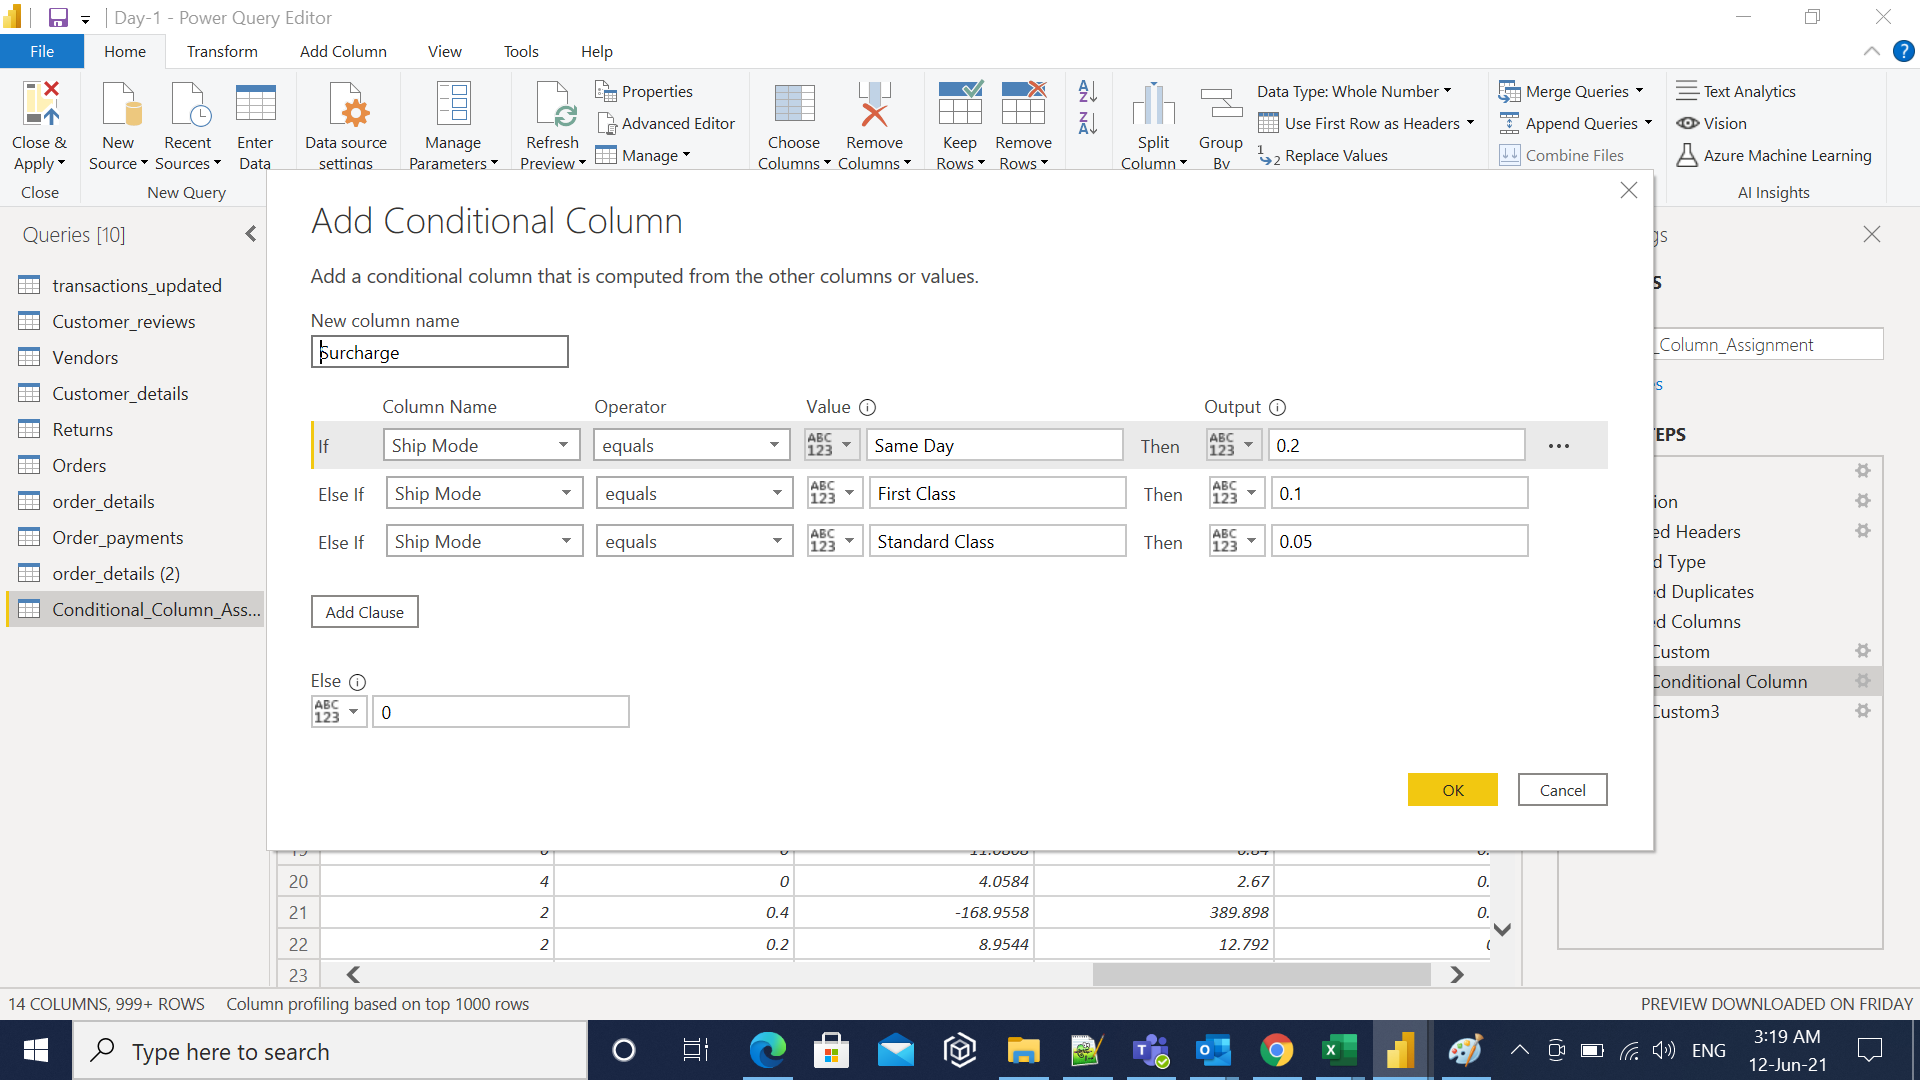 Day-1 - Power Query Editor
File Home Transform Add Column View Tools Help
Close & Apply
New Source
Recent Sources
Enter Data
Data source settings
Manage Parameters
Refresh Preview
Properties
Advanced Editor
Manage
Choose Columns
Remove Columns
Keep Rows
Remove Rows
Split Column
Group By
Data Type: Whole Number
Use First Row as Headers
Replace Values
Merge Queries
Append Queries
Combine Files
Text Analytics
Vision
Azure Machine Learning
Close
New Query
AI Insights
Queries [10]
transactions_updated
Customer_reviews
Vendors
Customer_details
Returns
Orders
order_details
Order_payments
order_details (2)
Conditional_Column_Ass...
Add Conditional Column
Add a conditional column that is computed from the other columns or values.
New column name
Surcharge
Column Name Operator Value Output
If Ship Mode equals ABC 123 Same Day Then ABC 123 0.2 ...
Else If Ship Mode equals ABC 123 First Class Then ABC 123 0.1
Else If Ship Mode equals ABC 123 Standard Class Then ABC 123 0.05
Add Clause
Else
ABC 123 0
OK Cancel
gs
S
_Column_Assignment
es
EPS
ion
ed Headers
d Type
ed Duplicates
ed Columns
Custom
Conditional Column
Custom3
20 4 0 4.0584 2.67 0.
21 2 0.4 -168.9558 389.898 0.
22 2 0.2 8.9544 12.792
23
14 COLUMNS, 999+ ROWS Column profiling based on top 1000 rows PREVIEW DOWNLOADED ON FRIDAY
Type here to search
ENG
3:19 AM
12-Jun-21